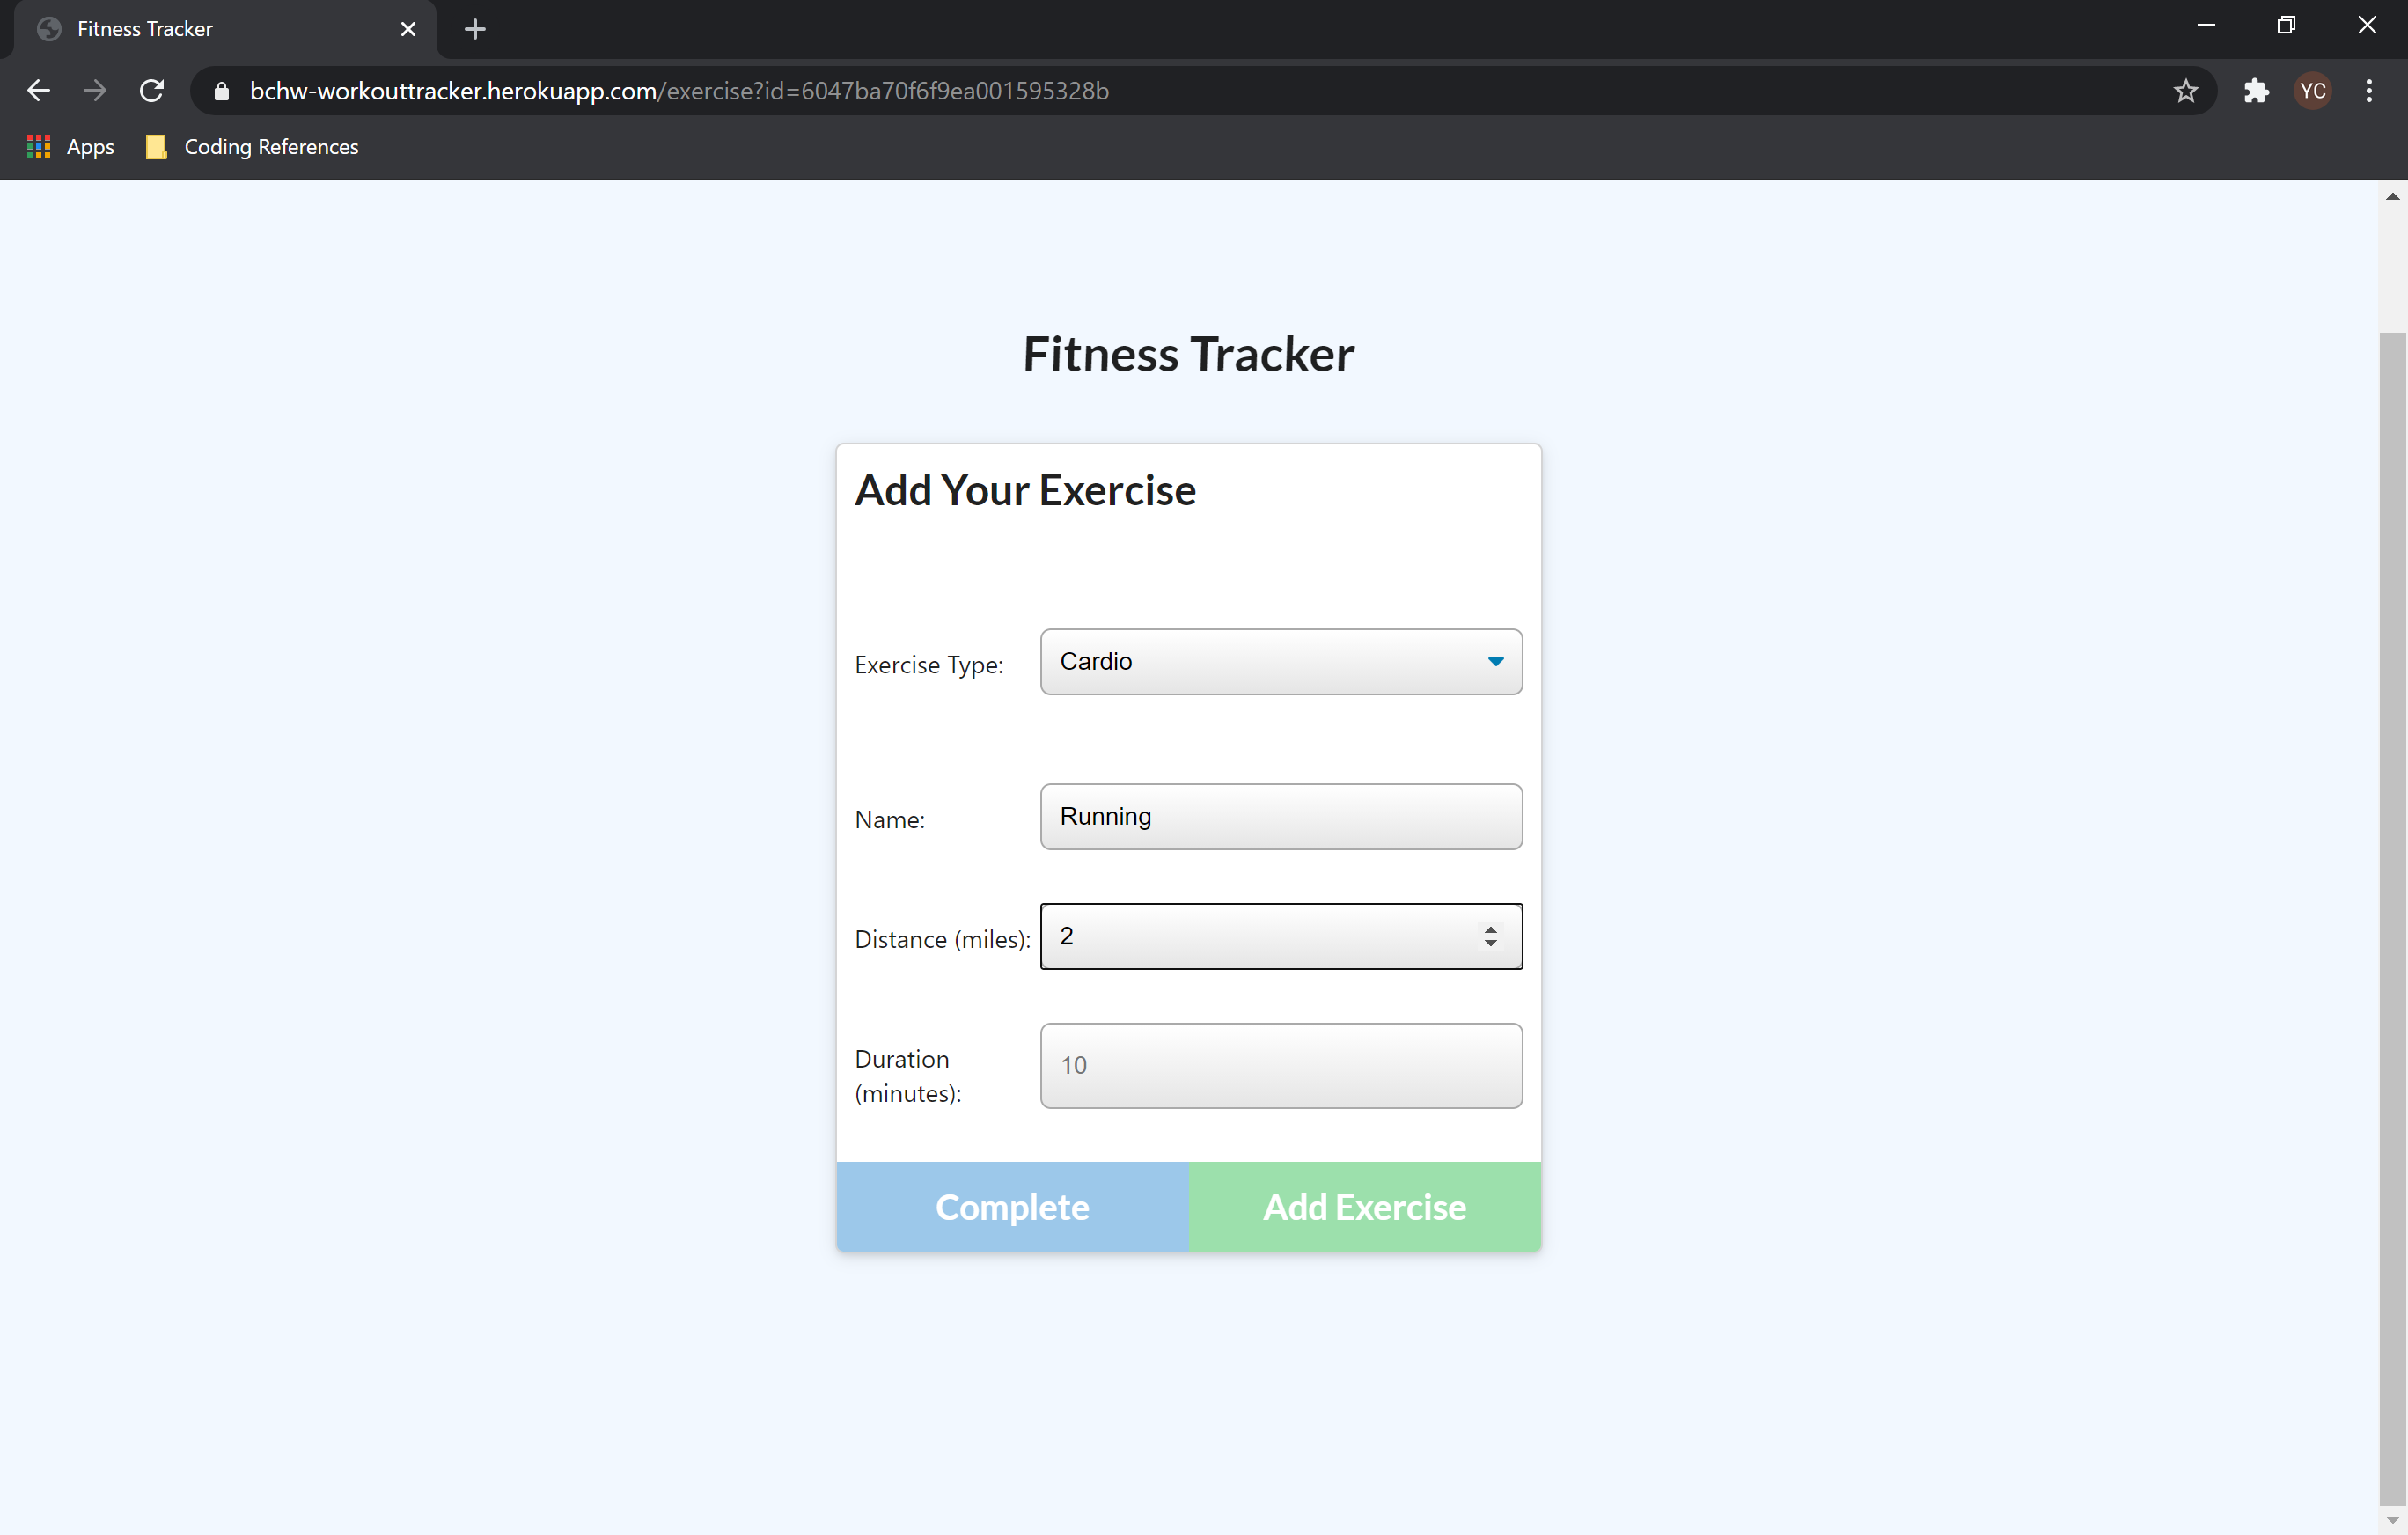 Fitness Tracker
bchw-workouttracker.herokuapp.com/exercise?id=6047ba70f6f9ea001595328b
YC
Apps
Coding References
Fitness Tracker
Add Your Exercise
Exercise Type:
Cardio
Name:
Running
Distance (miles):
2
Duration
(minutes):
10
Complete
Add Exercise